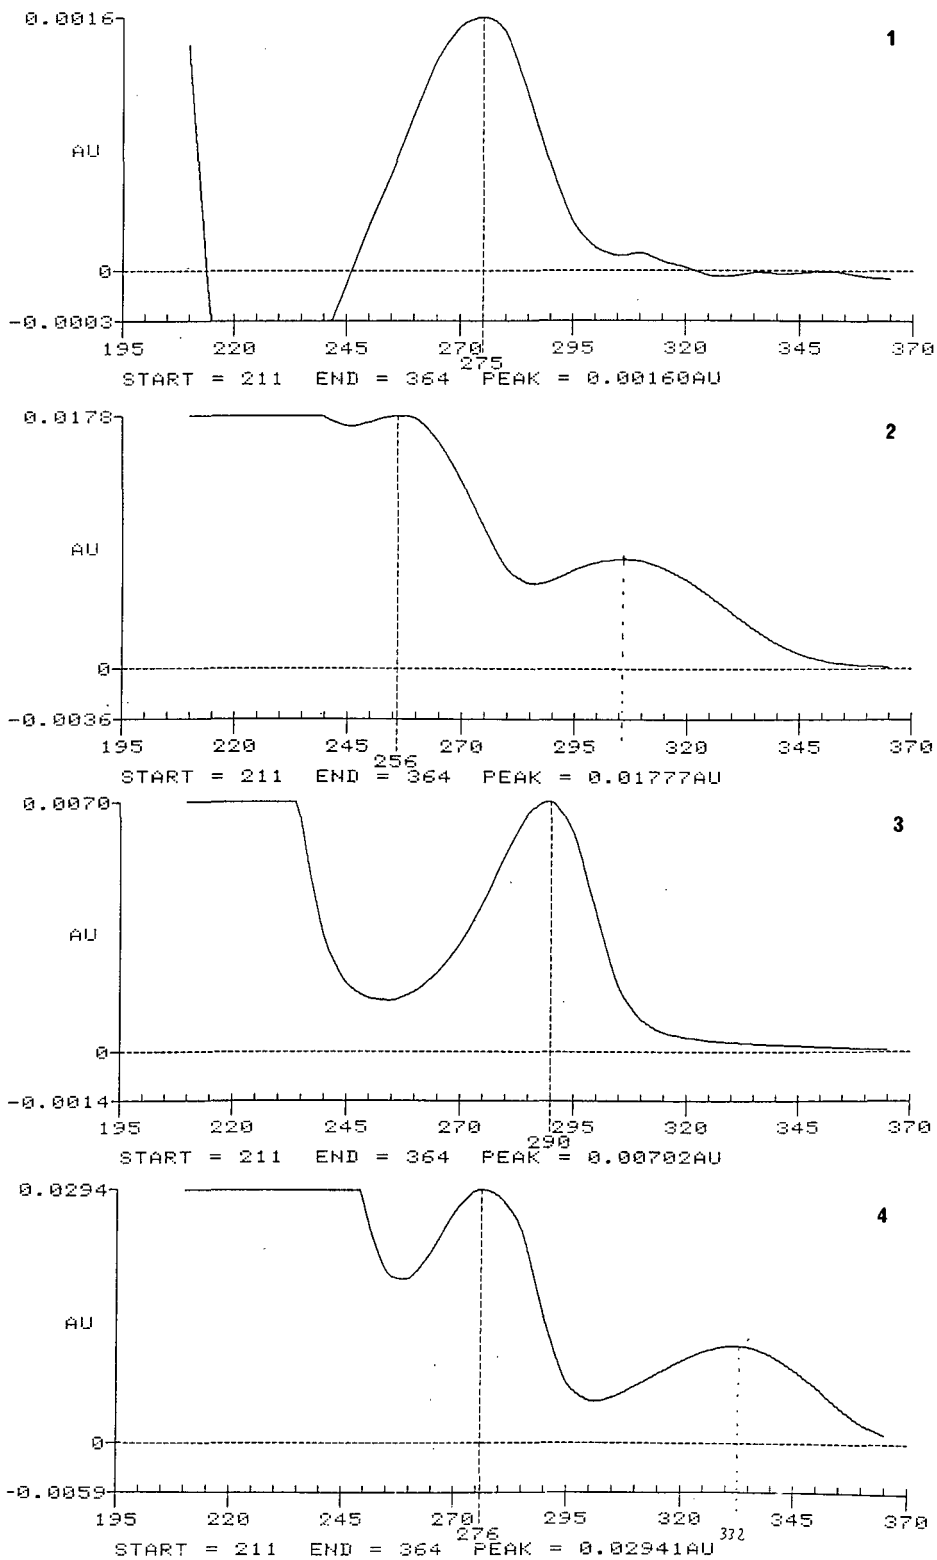 0.0016
1
AU
0
-0.0003
195 220 245 270 295 320 345 370
275
START = 211 END = 364 PEAK = 0.00160AU
0.0178
2
AU
0
-0.0036
195 220 245 270 295 320 345 370
256
START = 211 END = 364 PEAK = 0.01777AU
0.0070
3
AU
0
-0.0014
195 220 245 270 295 320 345 370
290
START = 211 END = 364 PEAK = 0.00702AU
0.0294
4
AU
0
-0.0059
195 220 245 270 295 320 345 370
276 332
START = 211 END = 364 PEAK = 0.02941AU